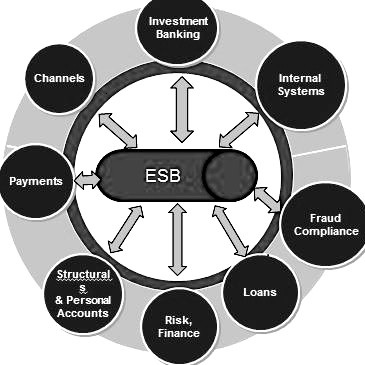 Investment
Banking
Channels
Internal
Systems
Payments
ESB
Fraud
Compliance
Structural
s
& Personal
Accounts
Loans
Risk,
Finance